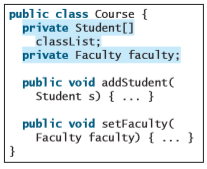 public class Course {
private Student[]
classList;
private Faculty faculty;
public void addStudent(
Student s) { ... }
public void setFaculty(
Faculty faculty) { ... }
}